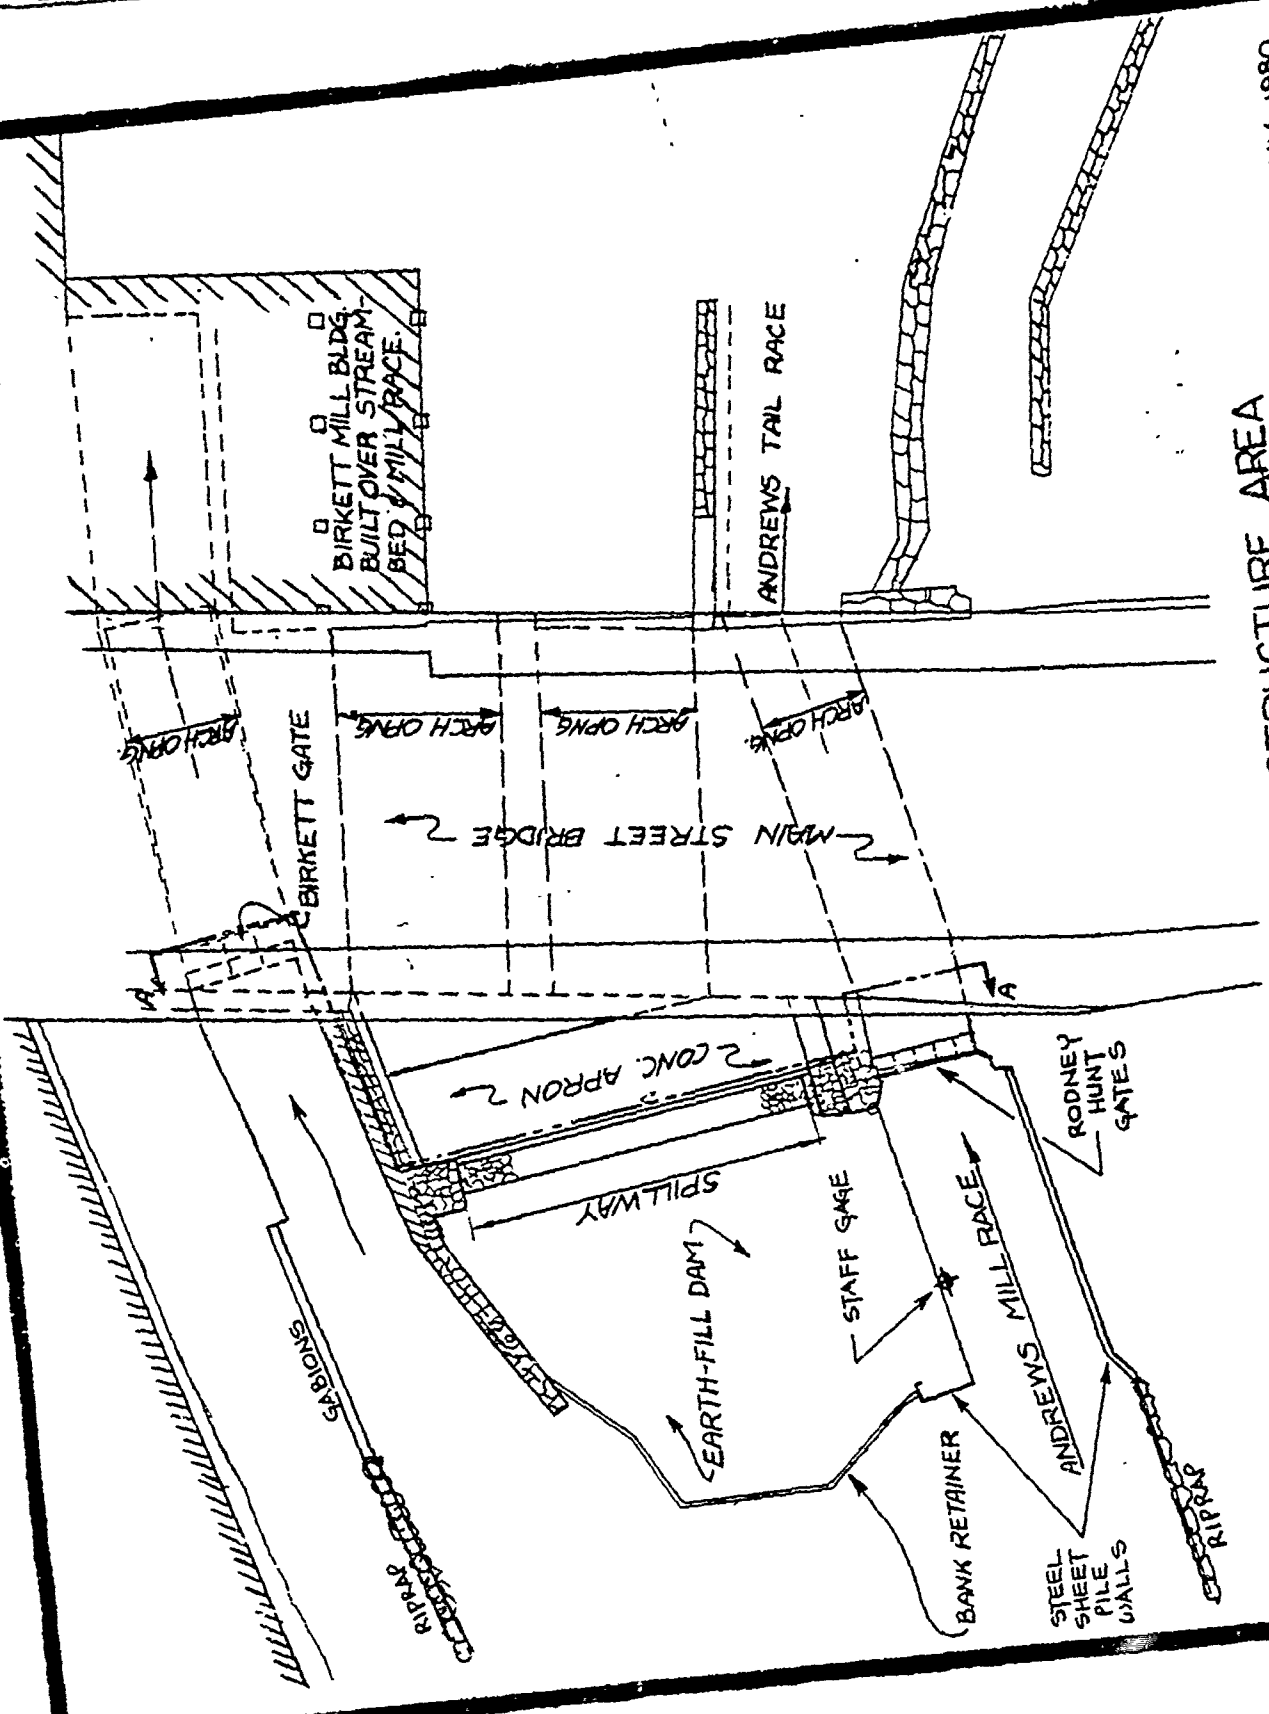 BIRKETT MILL BLDG.
BUILT OVER STREAM-
BED & MILL RACE.
ANDREWS TAIL RACE
ARCH OPNG.
ARCH OPNG
ARCH OPNG
ARCH OPNG.
BIRKETT GATE
MAIN STREET BRIDGE
A
A
CONC. APRON
SPILLWAY
RODNEY
HUNT
GATES
STAFF GAGE
ANDREWS MILL RACE
EARTH-FILL DAM
GABIONS
RIPRAP
BANK RETAINER
STEEL
SHEET
PILE
WALLS
RIPRAP
STRUCTURE AREA
1980